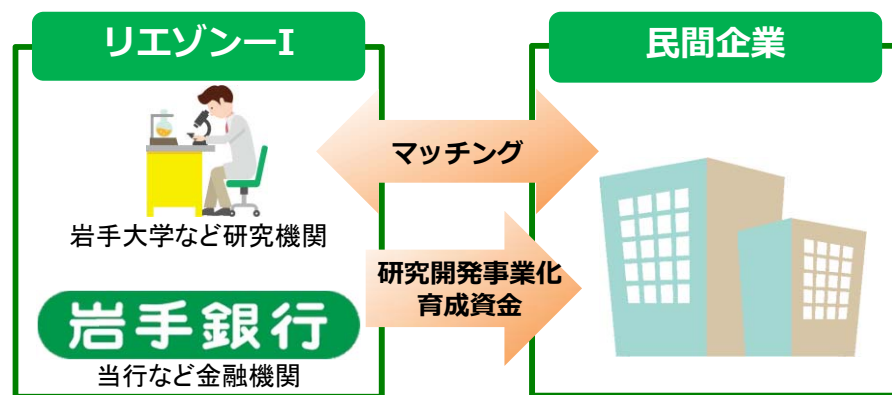 リエゾンーI
民間企業
マッチング
岩手大学など研究機関
研究開発事業化
育成資金
岩手銀行
当行など金融機関